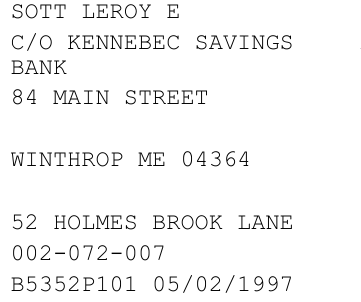 SOTT LEROY E
C/O KENNEBEC SAVINGS
BANK
84 MAIN STREET
WINTHROP ME 04364
52 HOLMES BROOK LANE
002-072-007
B5352P101 05/02/1997